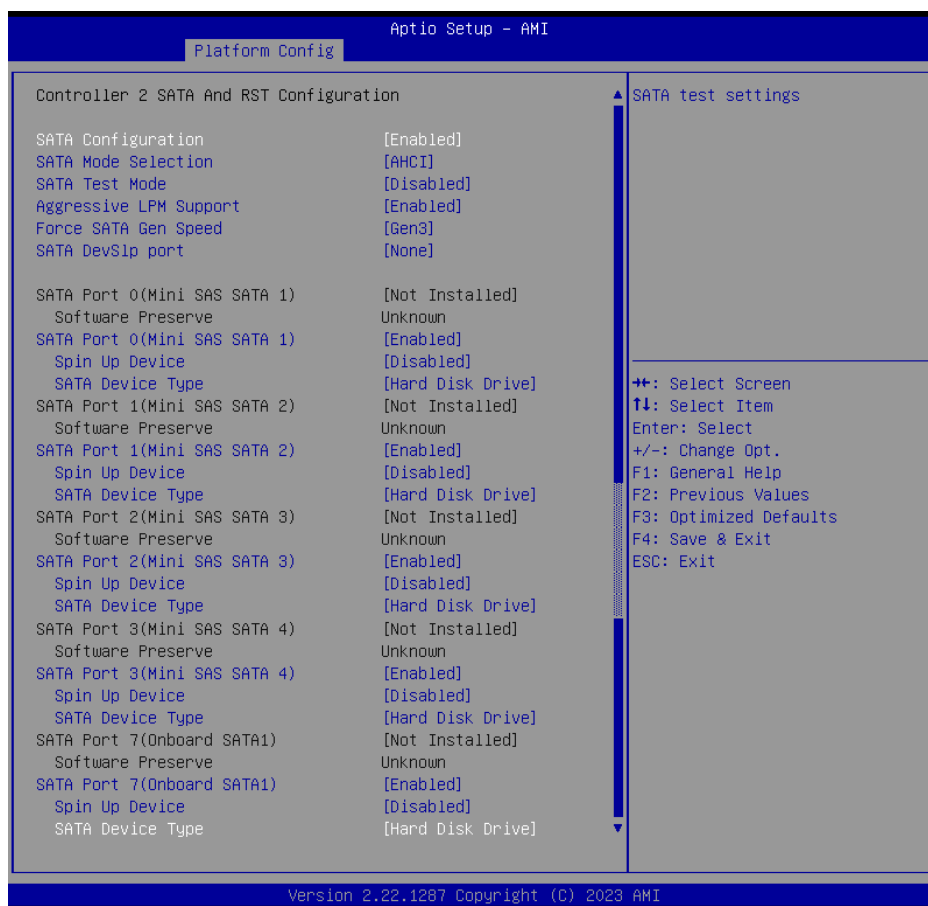 Aptio Setup – AMI
Platform Config
Controller 2 SATA And RST Configuration
SATA Configuration [Enabled]
SATA Mode Selection [AHCI]
SATA Test Mode [Disabled]
Aggressive LPM Support [Enabled]
Force SATA Gen Speed [Gen3]
SATA DevSlp port [None]
SATA Port 0(Mini SAS SATA 1) [Not Installed]
Software Preserve Unknown
SATA Port 0(Mini SAS SATA 1) [Enabled]
Spin Up Device [Disabled]
SATA Device Type [Hard Disk Drive]
SATA Port 1(Mini SAS SATA 2) [Not Installed]
Software Preserve Unknown
SATA Port 1(Mini SAS SATA 2) [Enabled]
Spin Up Device [Disabled]
SATA Device Type [Hard Disk Drive]
SATA Port 2(Mini SAS SATA 3) [Not Installed]
Software Preserve Unknown
SATA Port 2(Mini SAS SATA 3) [Enabled]
Spin Up Device [Disabled]
SATA Device Type [Hard Disk Drive]
SATA Port 3(Mini SAS SATA 4) [Not Installed]
Software Preserve Unknown
SATA Port 3(Mini SAS SATA 4) [Enabled]
Spin Up Device [Disabled]
SATA Device Type [Hard Disk Drive]
SATA Port 7(Onboard SATA1) [Not Installed]
Software Preserve Unknown
SATA Port 7(Onboard SATA1) [Enabled]
Spin Up Device [Disabled]
SATA Device Type [Hard Disk Drive]
SATA test settings
→←: Select Screen
↑↓: Select Item
Enter: Select
+/-: Change Opt.
F1: General Help
F2: Previous Values
F3: Optimized Defaults
F4: Save & Exit
ESC: Exit
Version 2.22.1287 Copyright (C) 2023 AMI